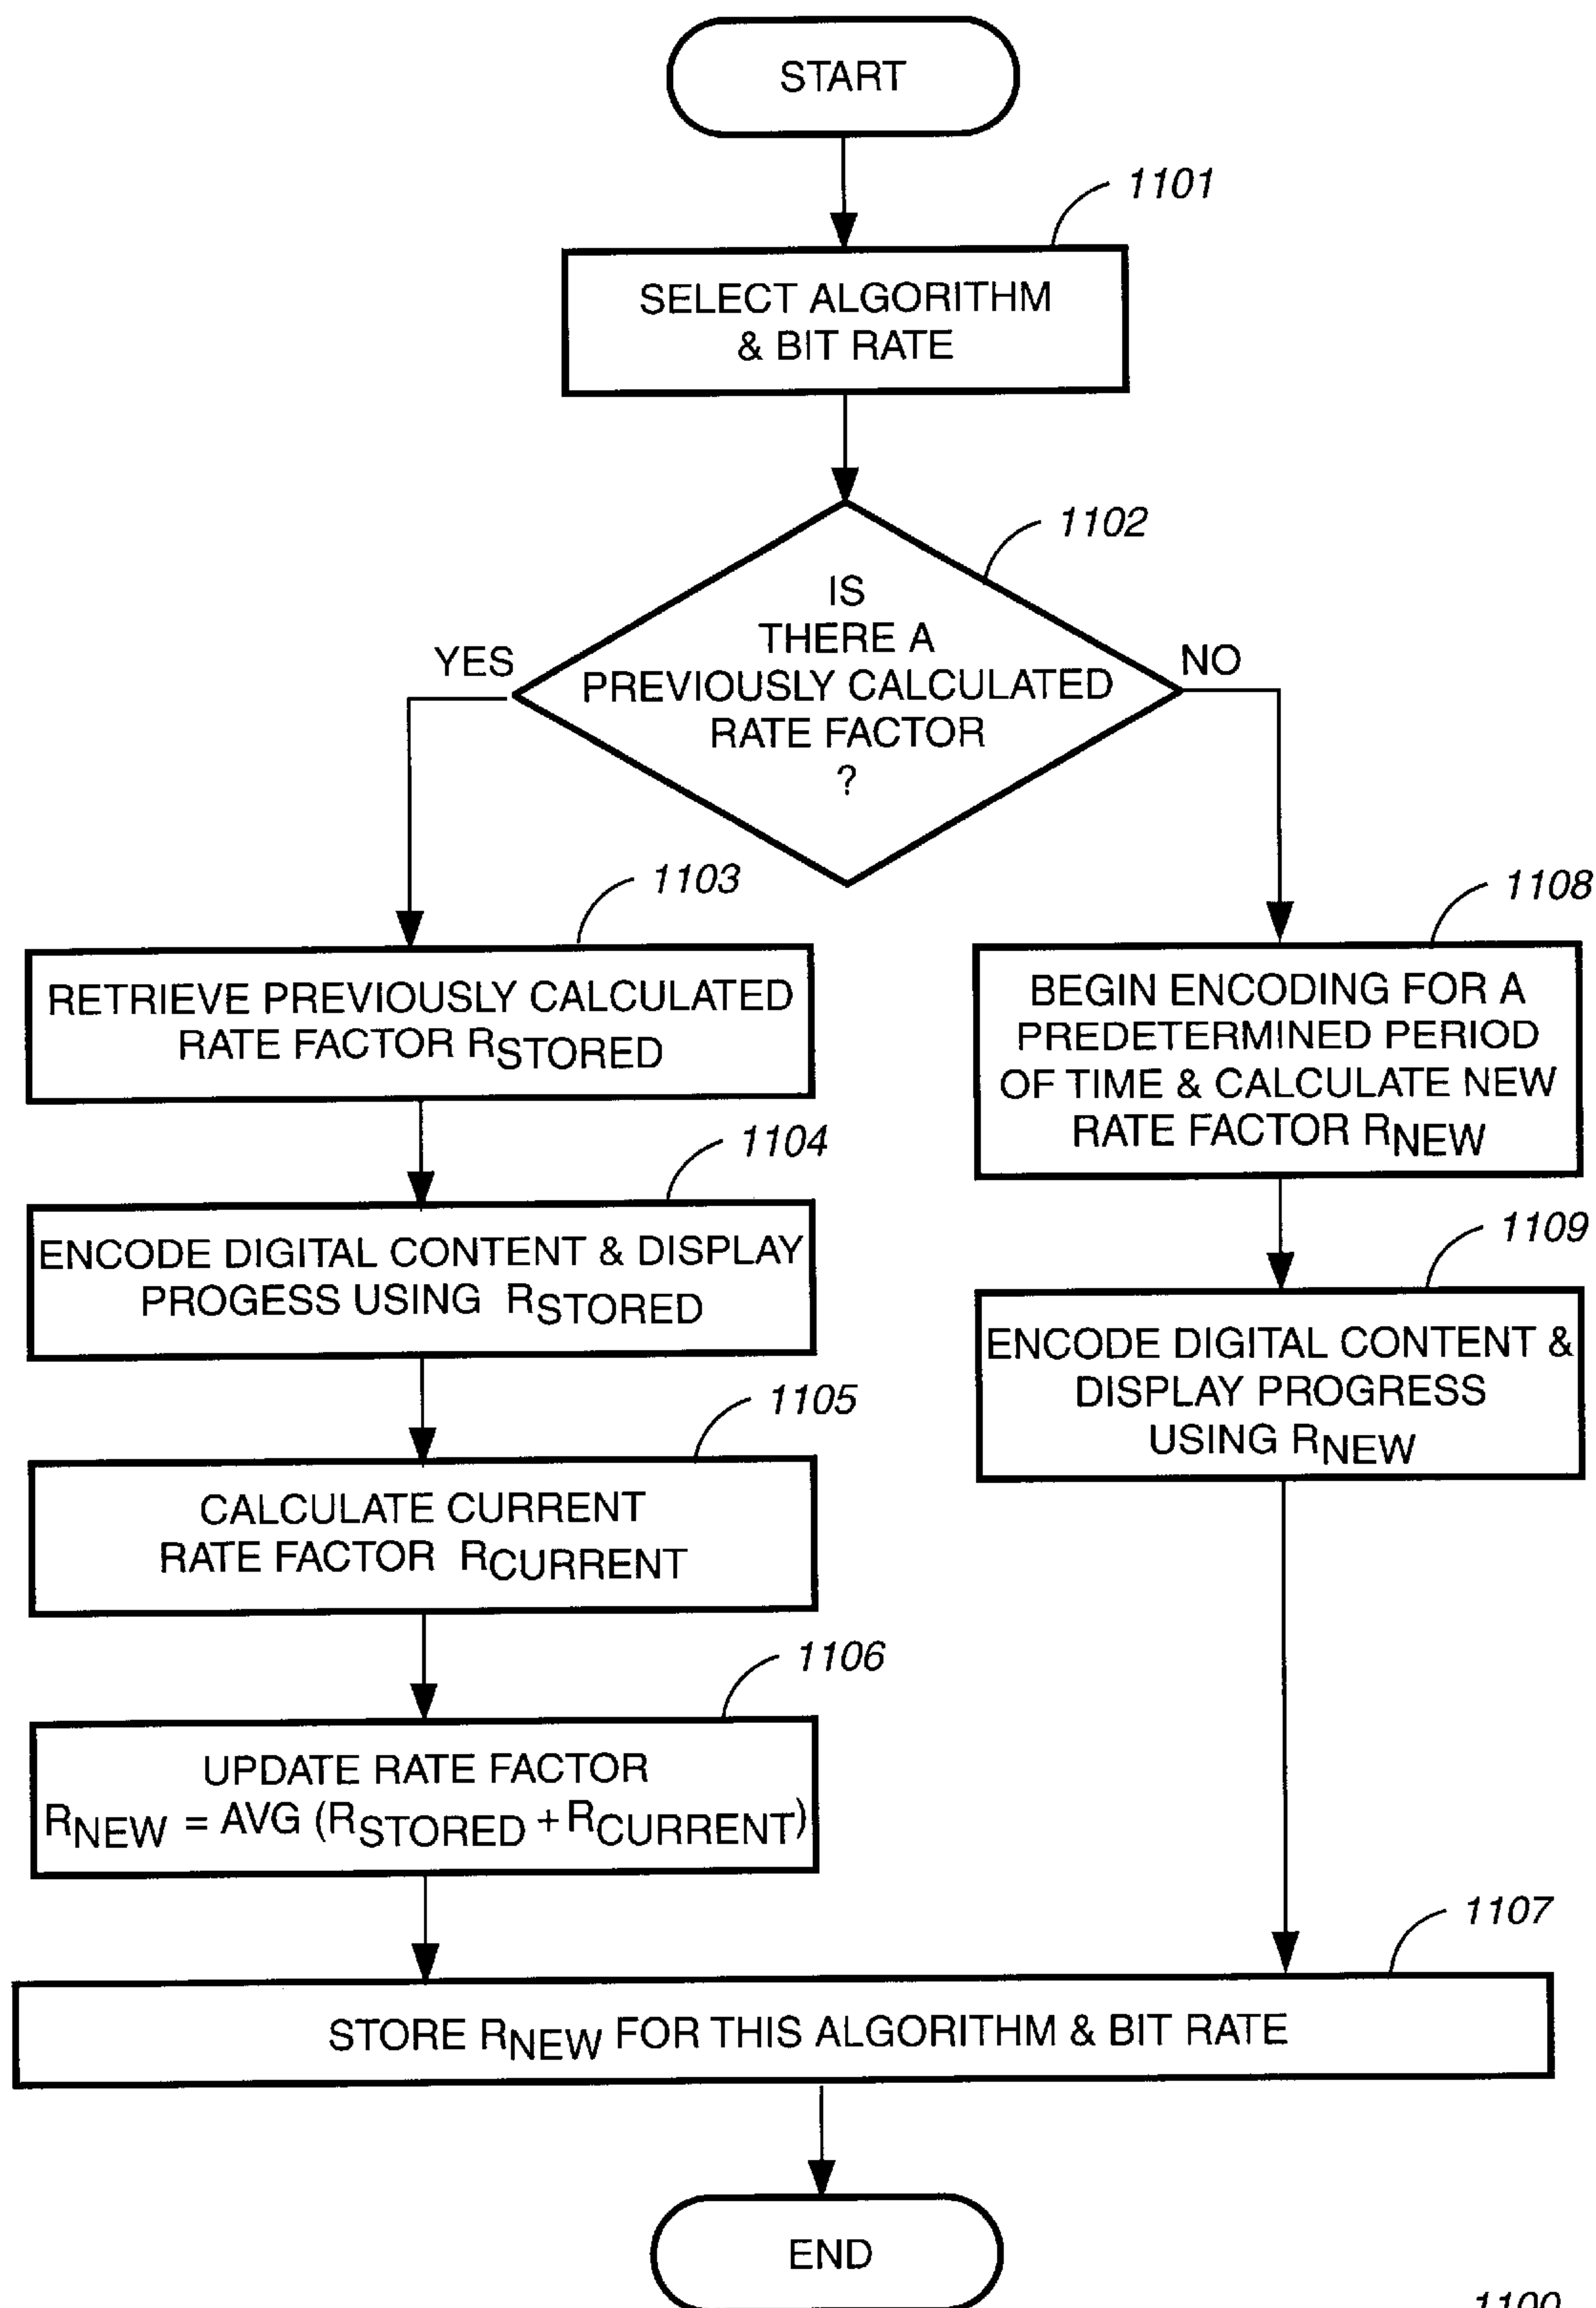 START
1101
SELECT ALGORITHM
& BIT RATE
1102
IS
THERE A
PREVIOUSLY CALCULATED
RATE FACTOR
?
YES
NO
1103
RETRIEVE PREVIOUSLY CALCULATED
RATE FACTOR RSTORED
1104
ENCODE DIGITAL CONTENT & DISPLAY
PROGESS USING RSTORED
1105
CALCULATE CURRENT
RATE FACTOR RCURRENT
1106
UPDATE RATE FACTOR
RNEW = AVG (RSTORED + RCURRENT)
1108
BEGIN ENCODING FOR A
PREDETERMINED PERIOD
OF TIME & CALCULATE NEW
RATE FACTOR RNEW
1109
ENCODE DIGITAL CONTENT &
DISPLAY PROGRESS
USING RNEW
1107
STORE RNEW FOR THIS ALGORITHM & BIT RATE
END
1100